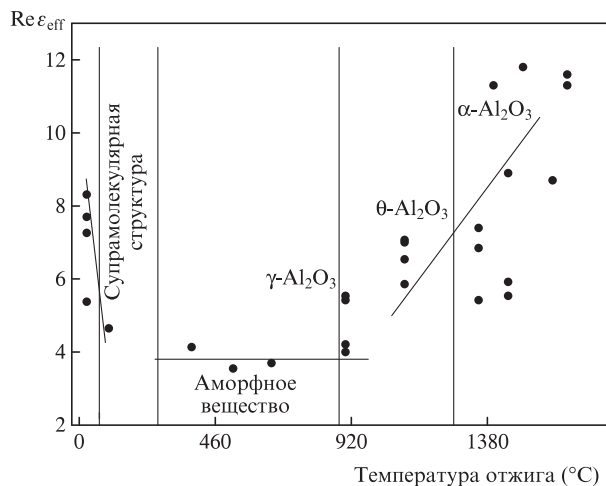 Re ε_eff
12
10
8
6
4
2
Супрамолекулярная
структура
α-Al₂O₃
θ-Al₂O₃
γ-Al₂O₃
Аморфное
вещество
0
460
920
1380
Температура отжига (°C)